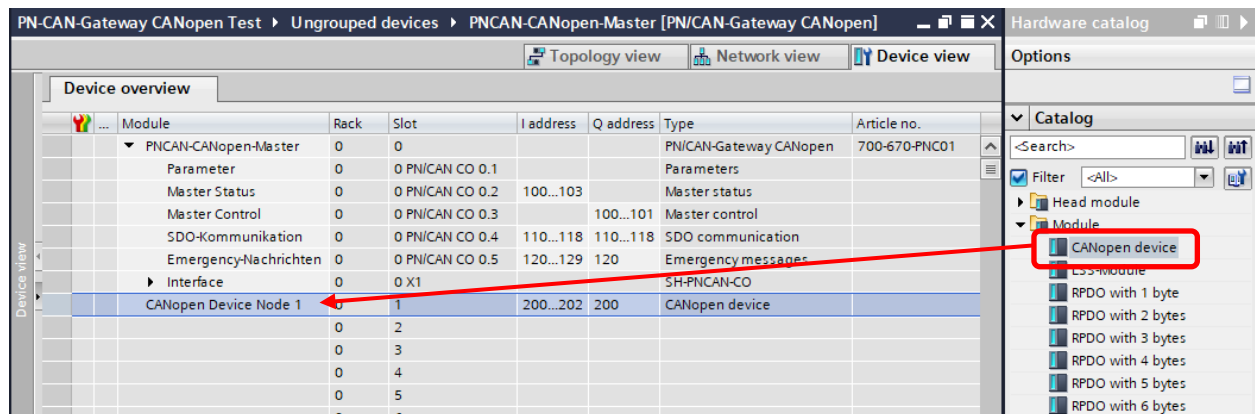 PN-CAN-Gateway CANopen Test ▸ Ungrouped devices ▸ PNCAN-CANopen-Master [PN/CAN-Gateway CANopen]
Hardware catalog
Topology view Network view Device view
Options
Device overview
Catalog
... Module Rack Slot I address Q address Type Article no.
<Search>
PNCAN-CANopen-Master 0 0 PN/CAN-Gateway CANopen 700-670-PNC01
Parameter 0 0 PN/CAN CO 0.1 Parameters
Filter <All>
Master Status 0 0 PN/CAN CO 0.2 100...103 Master status
Head module
Master Control 0 0 PN/CAN CO 0.3 100...101 Master control
Module
SDO-Kommunikation 0 0 PN/CAN CO 0.4 110...118 110...118 SDO communication
CANopen device
Emergency-Nachrichten 0 0 PN/CAN CO 0.5 120...129 120 Emergency messages
LSS-Module
Interface 0 0 X1 SH-PNCAN-CO
RPDO with 1 byte
CANopen Device Node 1 0 1 200...202 200 CANopen device
RPDO with 2 bytes
0 2
RPDO with 3 bytes
0 3
RPDO with 4 bytes
0 4
RPDO with 5 bytes
0 5
RPDO with 6 bytes
Device view